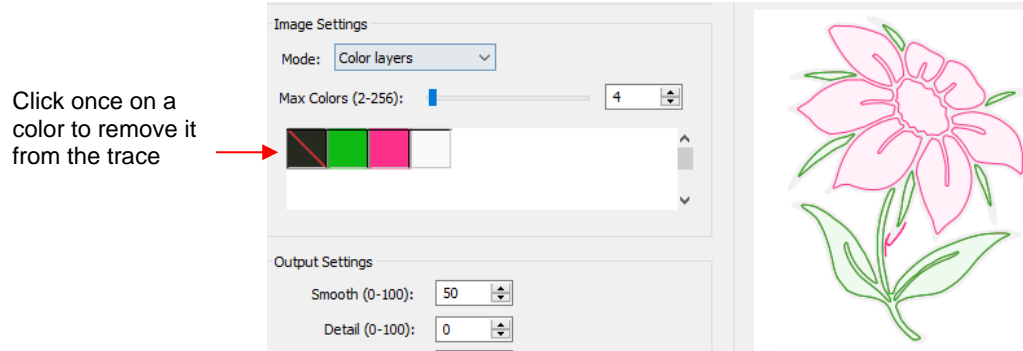 Image Settings
Mode: Color layers
Max Colors (2-256): 4
Click once on a
color to remove it
from the trace
Output Settings
Smooth (0-100): 50
Detail (0-100): 0